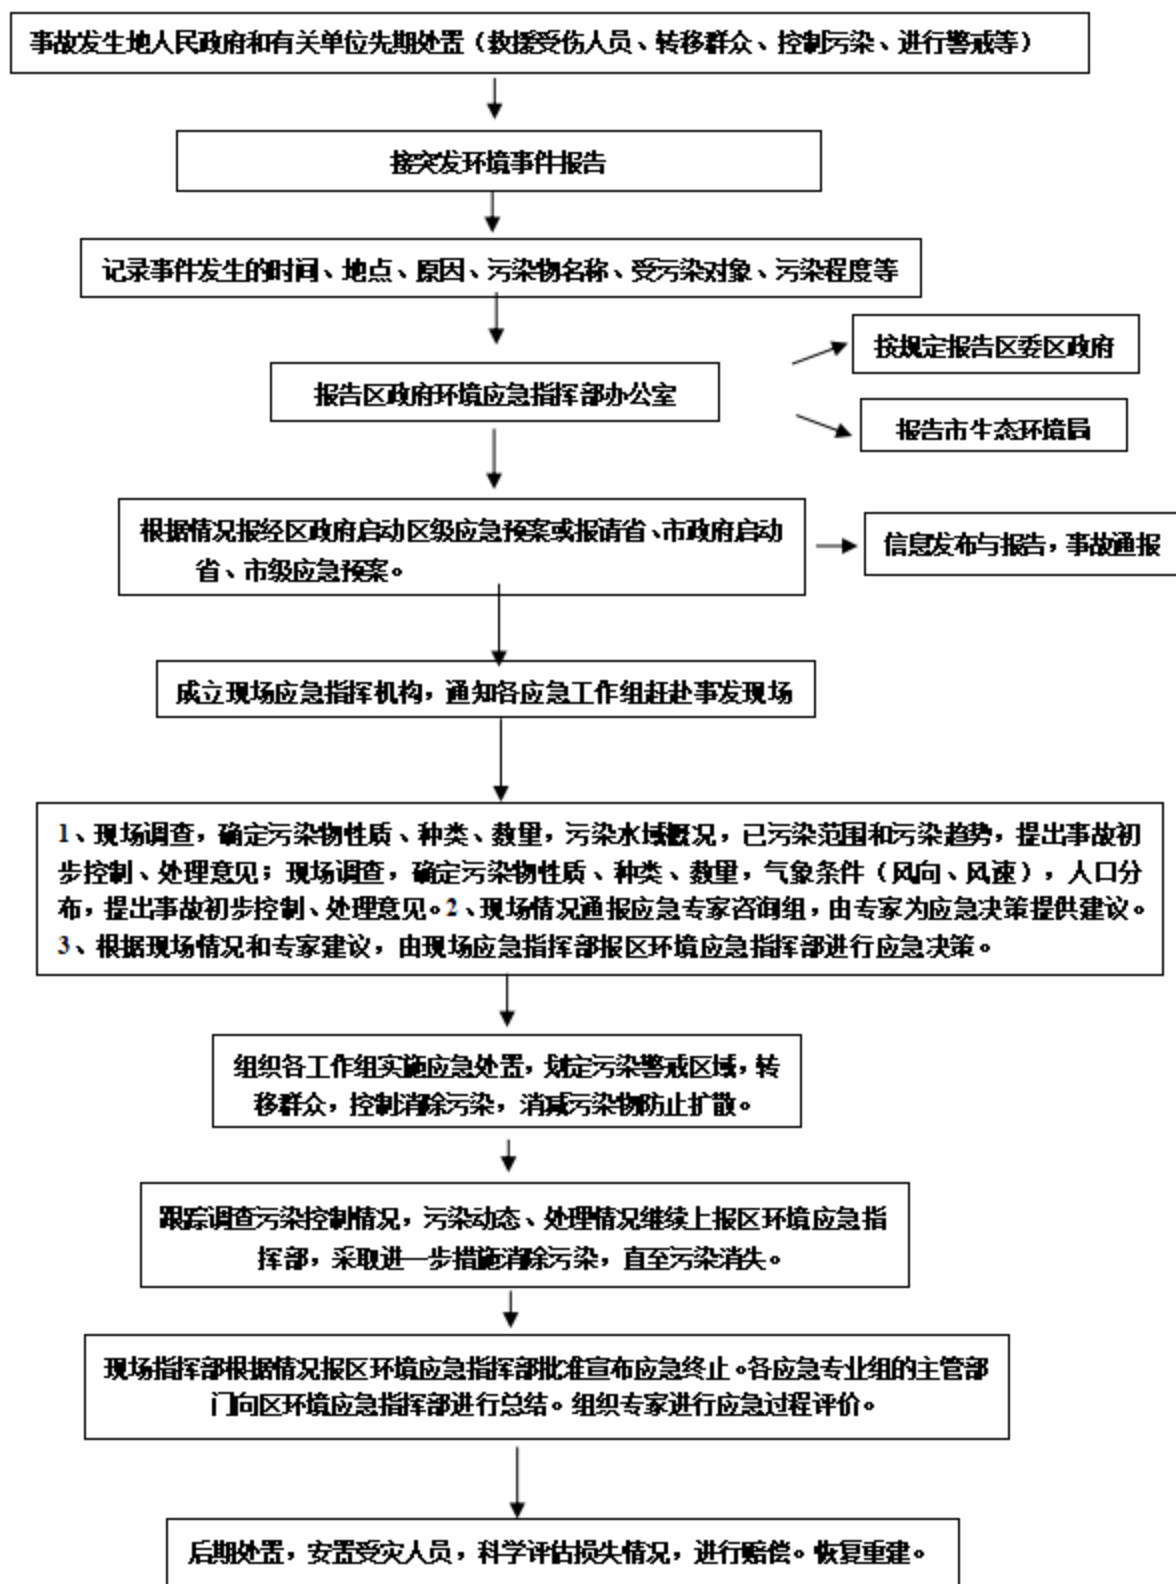 事故发生地人民政府和有关单位先期处置（救援受伤人员、转移群众、控制污染、进行警戒等）
接突发环境事件报告
记录事件发生的时间、地点、原因、污染物名称、受污染对象、污染程度等
按规定报告区委区政府
报告区政府环境应急指挥部办公室
报告市生态环境局
根据情况报经区政府启动区级应急预案或报请省、市政府启动
省、市级应急预案。
信息发布与报告，事故通报
成立现场应急指挥机构，通知各应急工作组赶赴事发现场
1、现场调查，确定污染物性质、种类、数量，污染水域概况，已污染范围和污染趋势，提出事故初
步控制、处理意见；现场调查，确定污染物性质、种类、数量，气象条件（风向、风速），人口分
布，提出事故初步控制、处理意见。2、现场情况通报应急专家咨询组，由专家为应急决策提供建议。
3、根据现场情况和专家建议，由现场应急指挥部报区环境应急指挥部进行应急决策。
组织各工作组实施应急处置，划定污染警戒区域，转
移群众，控制消除污染，消减污染物防止扩散。
跟踪调查污染控制情况，污染动态、处理情况继续上报区环境应急指
挥部，采取进一步措施消除污染，直至污染消失。
现场指挥部根据情况报区环境应急指挥部批准宣布应急终止。各应急专业组的主管部
门向区环境应急指挥部进行总结。组织专家进行应急过程评价。
后期处置，安置受灾人员，科学评估损失情况，进行赔偿。恢复重建。